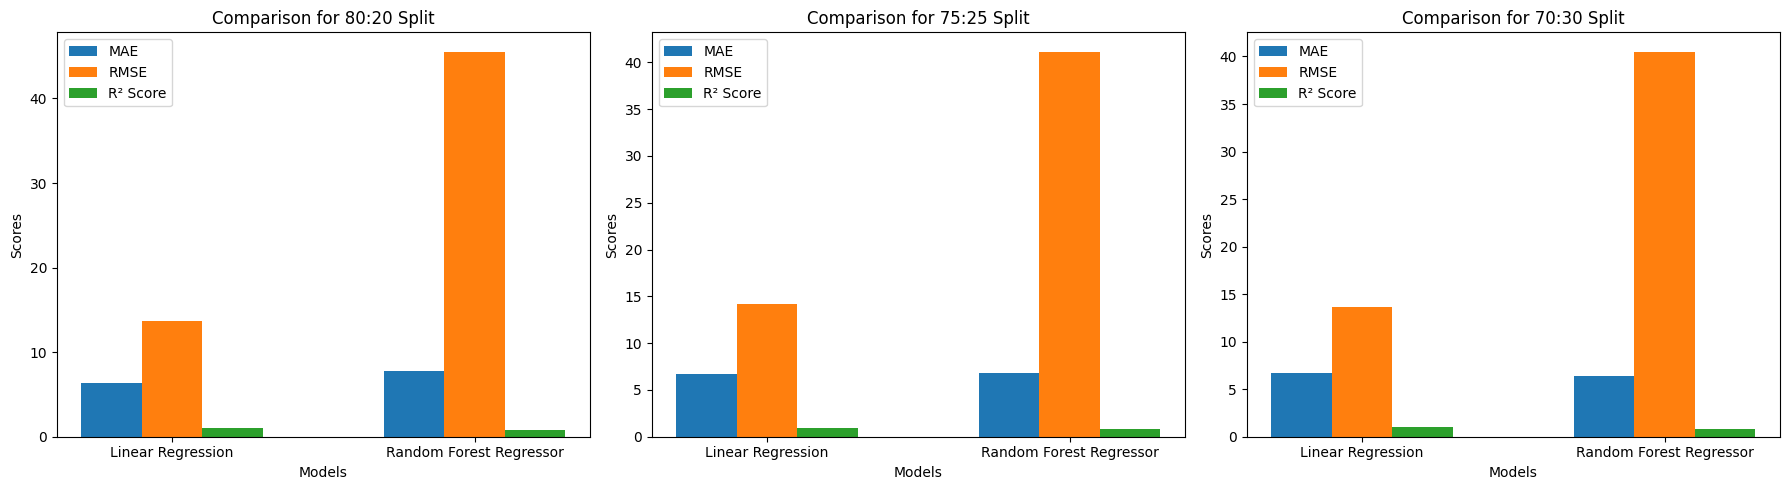 Comparison for 80:20 Split
MAE
RMSE
R² Score
40
30
20
10
0
Scores
Linear Regression
Random Forest Regressor
Models
Comparison for 75:25 Split
MAE
RMSE
R² Score
40
35
30
25
20
15
10
5
0
Scores
Linear Regression
Random Forest Regressor
Models
Comparison for 70:30 Split
MAE
RMSE
R² Score
40
35
30
25
20
15
10
5
0
Scores
Linear Regression
Random Forest Regressor
Models